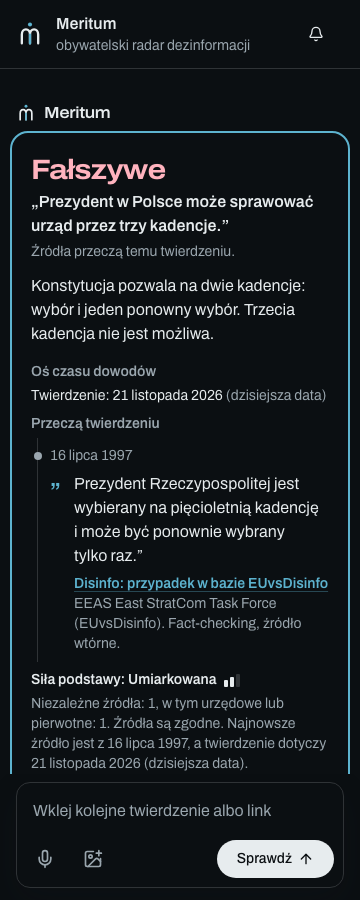 Meritum
obywatelski radar dezinformacji
Meritum
Fałszywe
„Prezydent w Polsce może sprawować
urząd przez trzy kadencje.”
Źródła przeczą temu twierdzeniu.
Konstytucja pozwala na dwie kadencje:
wybór i jeden ponowny wybór. Trzecia
kadencja nie jest możliwa.
Oś czasu dowodów
Twierdzenie: 21 listopada 2026 (dzisiejsza data)
Przeczą twierdzeniu
16 lipca 1997
” Prezydent Rzeczypospolitej jest
wybierany na pięcioletnią kadencję
i może być ponownie wybrany
tylko raz.”
Disinfo: przypadek w bazie EUvsDisinfo
EEAS East StratCom Task Force
(EUvsDisinfo). Fact-checking, źródło
wtórne.
Siła podstawy: Umiarkowana
Niezależne źródła: 1, w tym urzędowe lub
pierwotne: 1. Źródła są zgodne. Najnowsze
źródło jest z 16 lipca 1997, a twierdzenie dotyczy
21 listopada 2026 (dzisiejsza data).
Wklej kolejne twierdzenie albo link
Sprawdź